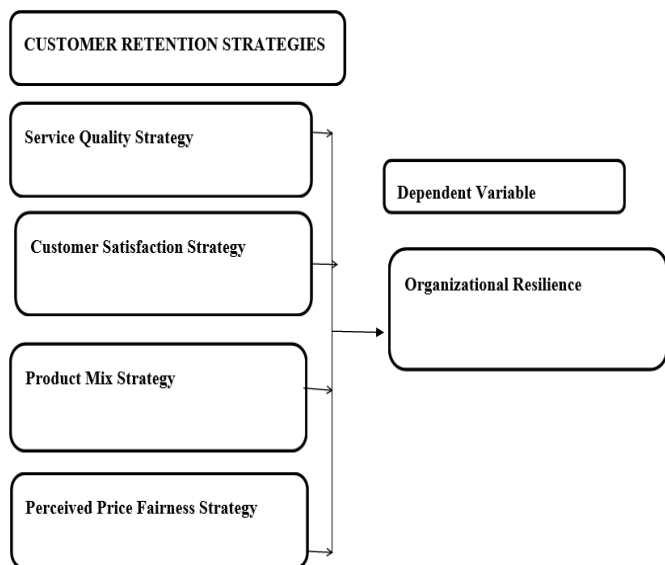 CUSTOMER RETENTION STRATEGIES
Service Quality Strategy
Customer Satisfaction Strategy
Product Mix Strategy
Perceived Price Fairness Strategy
Dependent Variable
Organizational Resilience